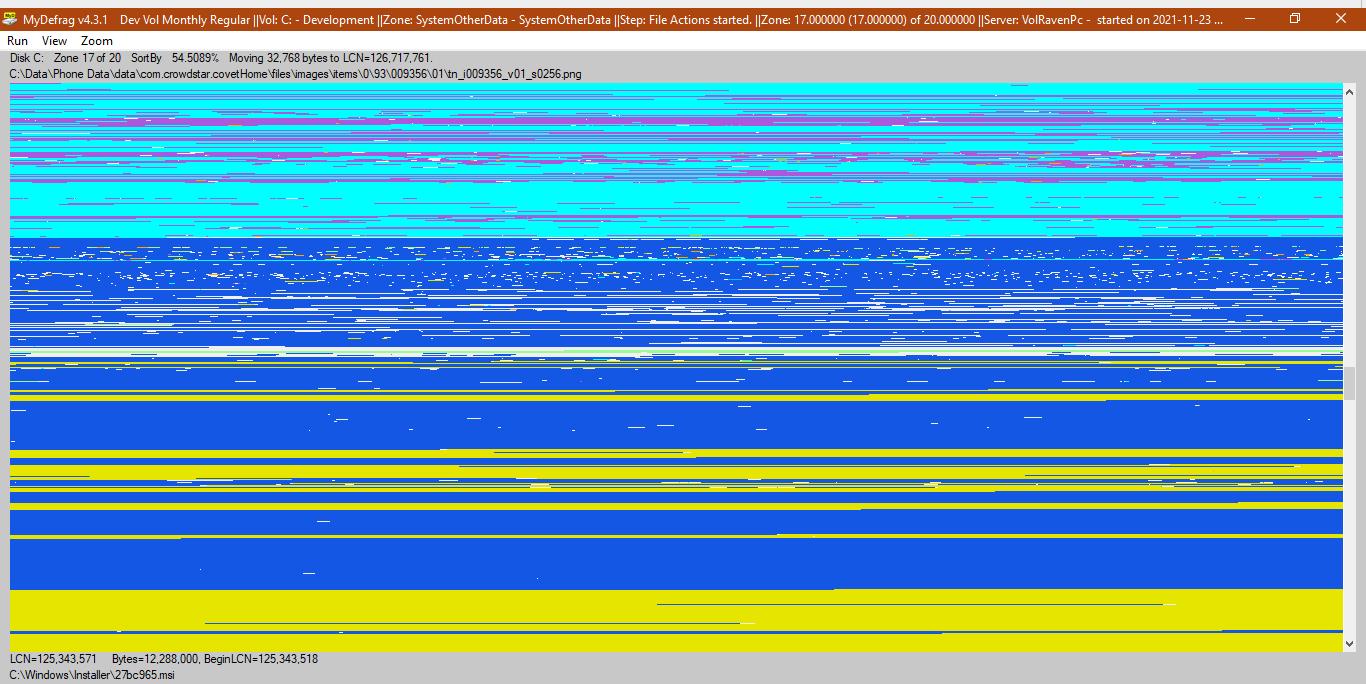 MyDefrag v4.3.1    Dev Vol Monthly Regular ||Vol: C: - Development ||Zone: SystemOtherData - SystemOtherData ||Step: File Actions started. ||Zone: 17.000000 (17.000000) of 20.000000 ||Server: VolRavenPc -  started on 2021-11-23 ...
Run View Zoom
Disk C: Zone 17 of 20 SortBy 54.5089% Moving 32,768 bytes to LCN=126,717,761.
C:\Data\Phone Data\data\com.crowdstar.covetHome\files\images\items\0\93\009356\01\tn_i009356_v01_s0256.png
LCN=125,343,571 Bytes=12,288,000, BeginLCN=125,343,518
C:\Windows\Installer\27bc965.msi